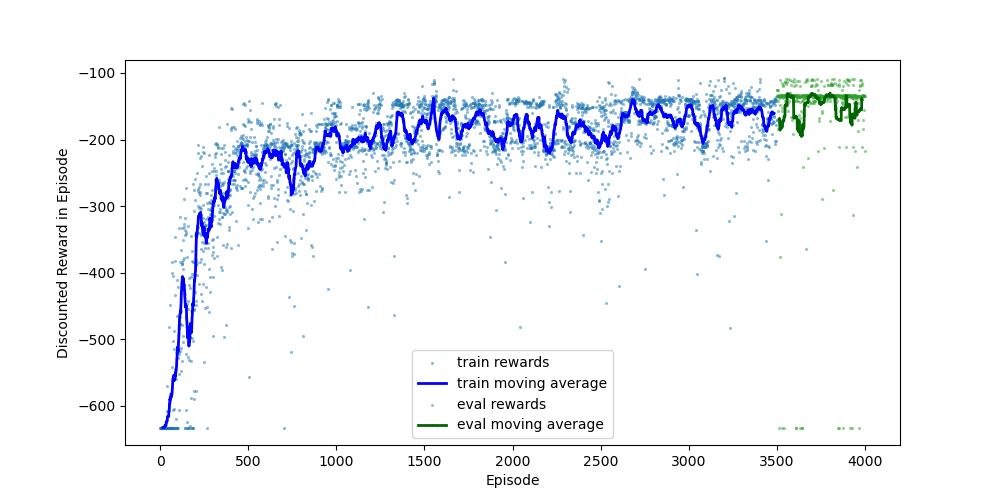 −100
−200
−300
−400
−500
−600
Discounted Reward in Episode
train rewards
train moving average
eval rewards
eval moving average
0 500 1000 1500 2000 2500 3000 3500 4000
Episode